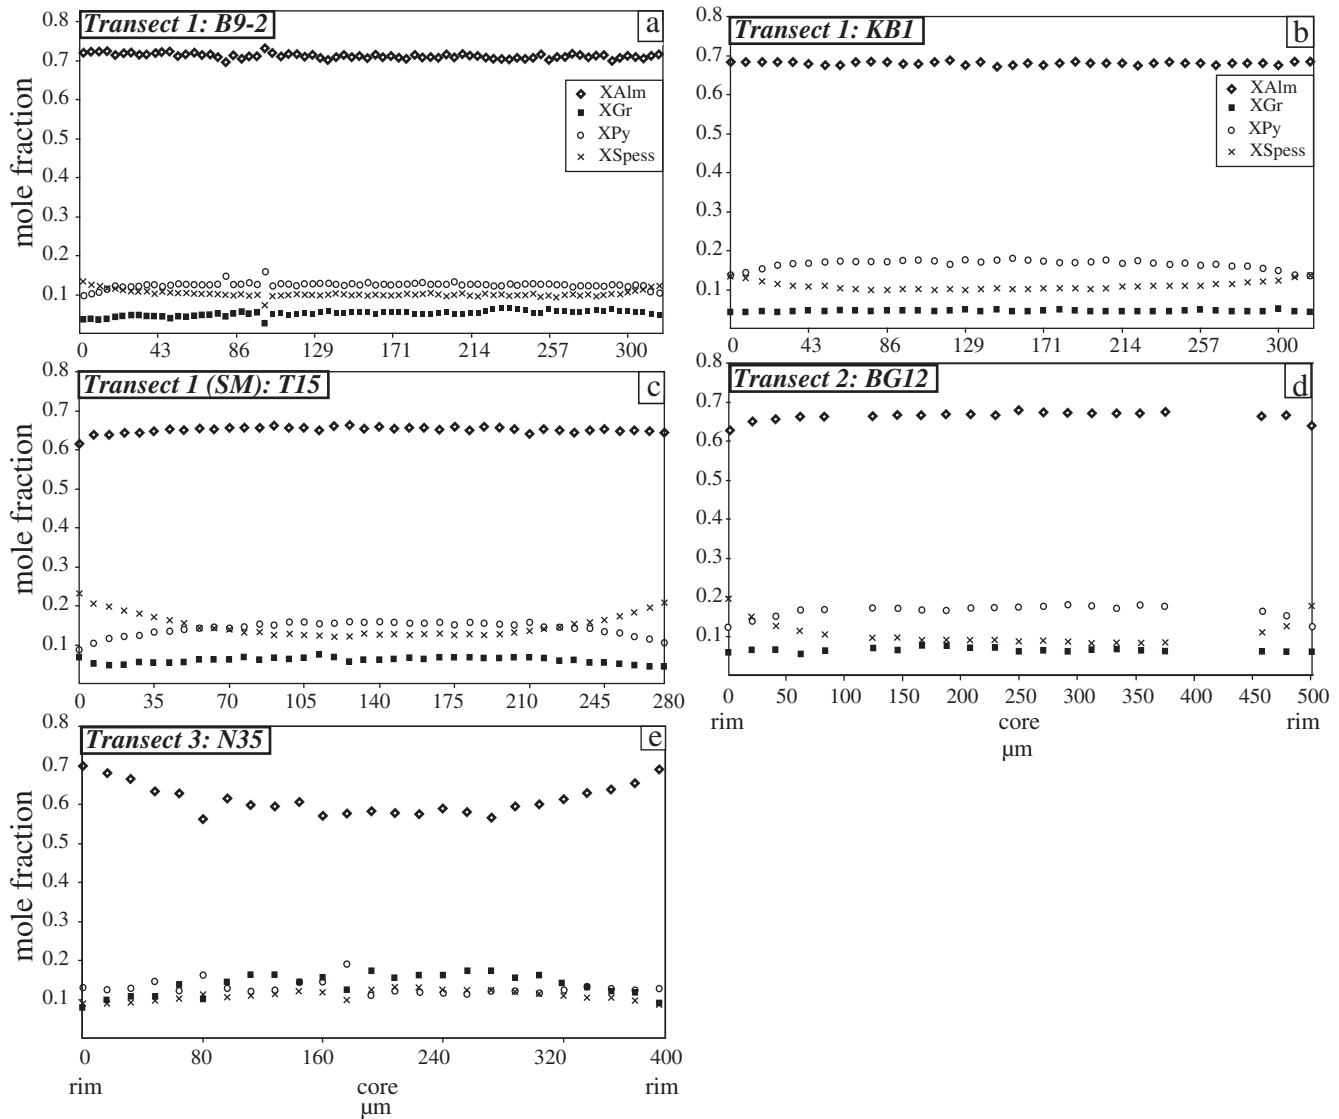 Transect 1: B9-2
a
0.8
0.7
0.6
0.5
0.4
0.3
0.2
0.1
mole fraction
XAlm
XGr
XPy
XSpess
0 43 86 129 171 214 257 300
Transect 1: KB1
b
0.8
0.7
0.6
0.5
0.4
0.3
0.2
0.1
0
XAlm
XGr
XPy
XSpess
0 43 86 129 171 214 257 300
Transect 1 (SM): T15
c
0.8
0.7
0.6
0.5
0.4
0.3
0.2
0.1
mole fraction
0 35 70 105 140 175 210 245 280
Transect 2: BG12
d
0.8
0.7
0.6
0.5
0.4
0.3
0.2
0.1
0 50 100 150 200 250 300 350 400 450 500
rim core rim
µm
Transect 3: N35
e
0.8
0.7
0.6
0.5
0.4
0.3
0.2
0.1
mole fraction
0 80 160 240 320 400
rim core rim
µm